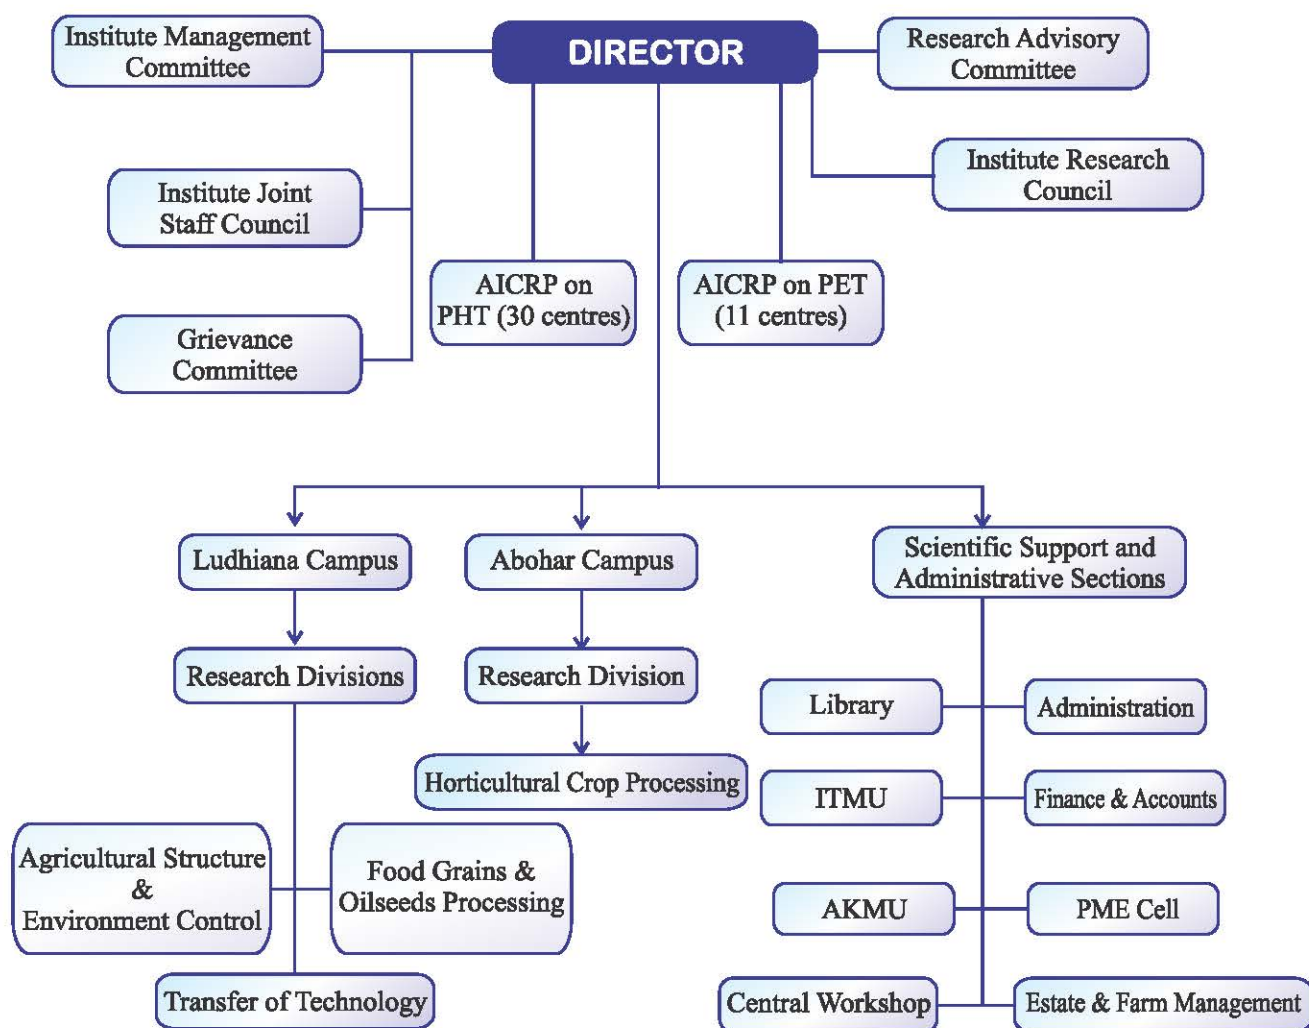 Institute Management
Committee
DIRECTOR
Research Advisory
Committee
Institute Joint
Staff Council
Institute Research
Council
AICRP on
PHT (30 centres)
AICRP on PET
(11 centres)
Grievance
Committee
Ludhiana Campus
Abohar Campus
Scientific Support and
Administrative Sections
Research Divisions
Research Division
Library
Administration
Horticultural Crop Processing
ITMU
Finance & Accounts
Agricultural Structure
&
Environment Control
Food Grains &
Oilseeds Processing
AKMU
PME Cell
Transfer of Technology
Central Workshop
Estate & Farm Management